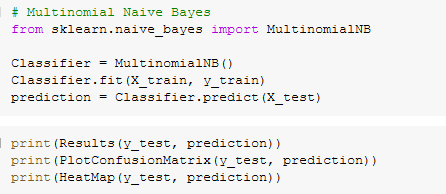 # Multinomial Naive Bayes
from sklearn.naive_bayes import MultinomialNB
Classifier = MultinomialNB()
Classifier.fit(X_train, y_train)
prediction = Classifier.predict(X_test)
print(Results(y_test, prediction))
print(PlotConfusionMatrix(y_test, prediction))
print(HeatMap(y_test, prediction))